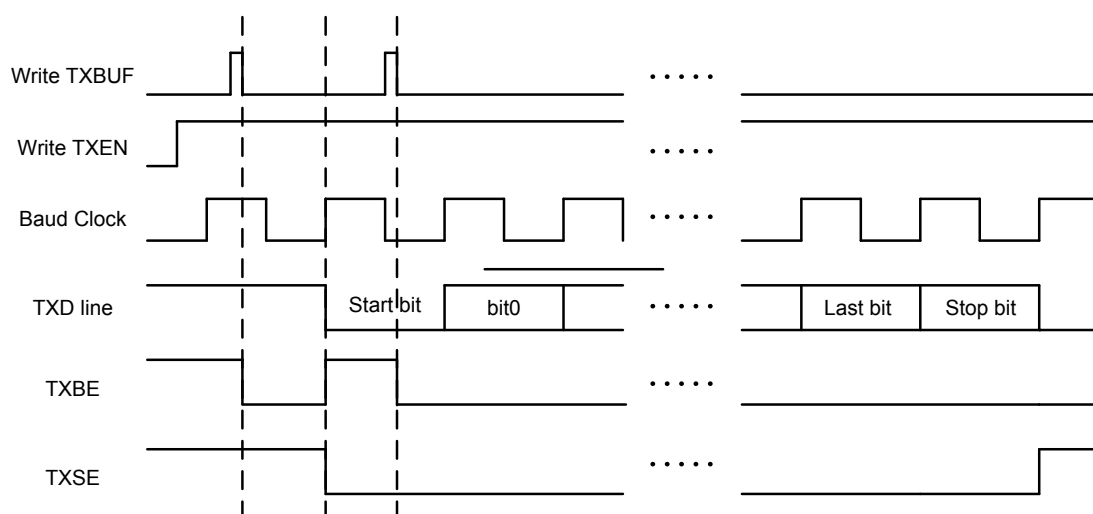 Write TXBUF
Write TXEN
Baud Clock
TXD line
Start bit
bit0
Last bit
Stop bit
TXBE
TXSE